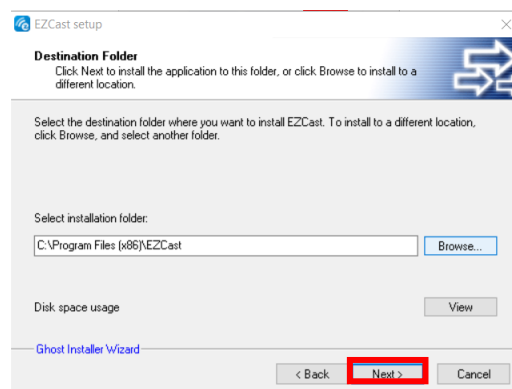 EZCast setup
Destination Folder
Click Next to install the application to this folder, or click Browse to install to a
different location.
Select the destination folder where you want to install EZCast. To install to a different location,
click Browse, and select another folder.
Select installation folder:
C:\Program Files (x86)\EZCast
Browse...
Disk space usage
View
Ghost Installer Wizard
< Back
Next >
Cancel